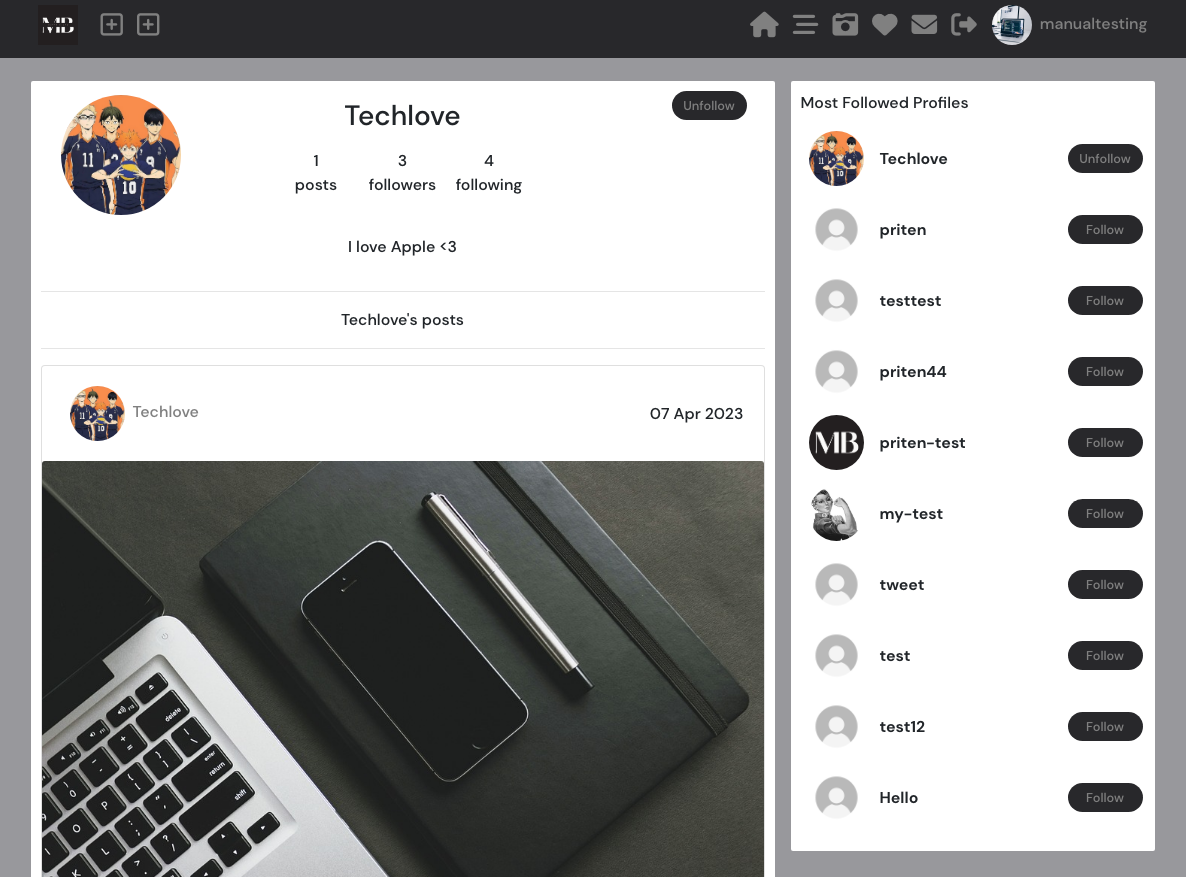 MB
manualtesting
Techlove
Unfollow
1
posts
3
followers
4
following
I love Apple <3
Techlove's posts
Techlove
07 Apr 2023
delete
enter
return
shift
Most Followed Profiles
Techlove
Unfollow
priten
Follow
testtest
Follow
priten44
Follow
MB
priten-test
Follow
my-test
Follow
tweet
Follow
test
Follow
test12
Follow
Hello
Follow